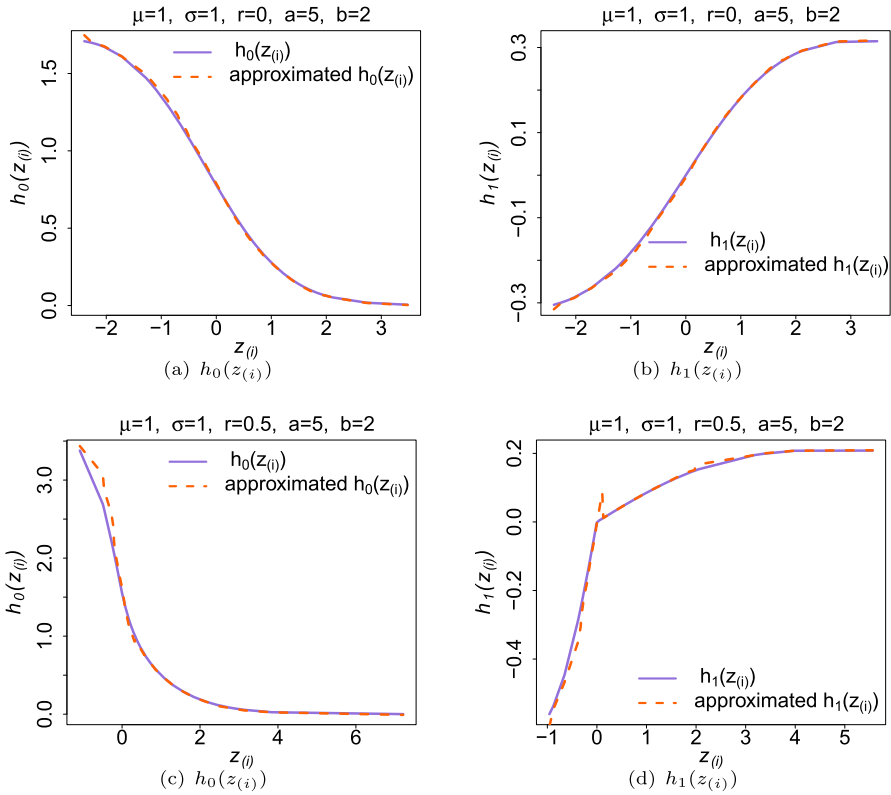 μ=1, σ=1, r=0, a=5, b=2
h₀(z₍ᵢ₎)
approximated h₀(z₍ᵢ₎)
h₀(z₍ᵢ₎)
0.0 0.5 1.0 1.5
−2 −1 0 1 2 3
z₍ᵢ₎
(a) h₀(z₍ᵢ₎)
μ=1, σ=1, r=0, a=5, b=2
h₁(z₍ᵢ₎)
approximated h₁(z₍ᵢ₎)
h₁(z₍ᵢ₎)
−0.3 −0.1 0.1 0.3
−2 −1 0 1 2 3
z₍ᵢ₎
(b) h₁(z₍ᵢ₎)
μ=1, σ=1, r=0.5, a=5, b=2
h₀(z₍ᵢ₎)
approximated h₀(z₍ᵢ₎)
h₀(z₍ᵢ₎)
0.0 1.0 2.0 3.0
0 2 4 6
z₍ᵢ₎
(c) h₀(z₍ᵢ₎)
μ=1, σ=1, r=0.5, a=5, b=2
h₁(z₍ᵢ₎)
approximated h₁(z₍ᵢ₎)
h₁(z₍ᵢ₎)
−0.4 −0.2 0.0 0.2
−1 0 1 2 3 4 5
z₍ᵢ₎
(d) h₁(z₍ᵢ₎)